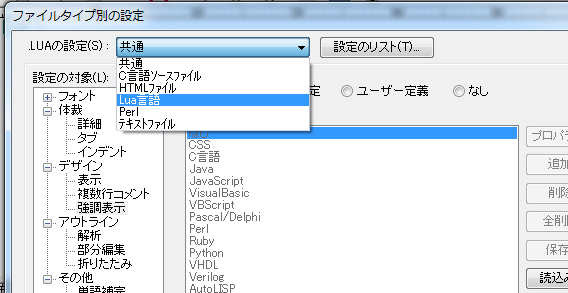 ファイルタイプ別の設定
.LUAの設定(S):
共通
設定のリスト(T)...
共通
C言語ソースファイル
HTMLファイル
Lua言語
Perl
テキストファイル
設定の対象(L):
定
ユーザー定義
なし
フォント
体裁
詳細
タブ
インデント
デザイン
表示
複数行コメント
強調表示
アウトライン
解析
部分編集
折りたたみ
その他
単語補完
CSS
C言語
Java
JavaScript
VisualBasic
VBScript
Pascal/Delphi
Perl
Ruby
Python
VHDL
Verilog
AutoLISP
プロパテ
追加
削除
全削
保存
読込み